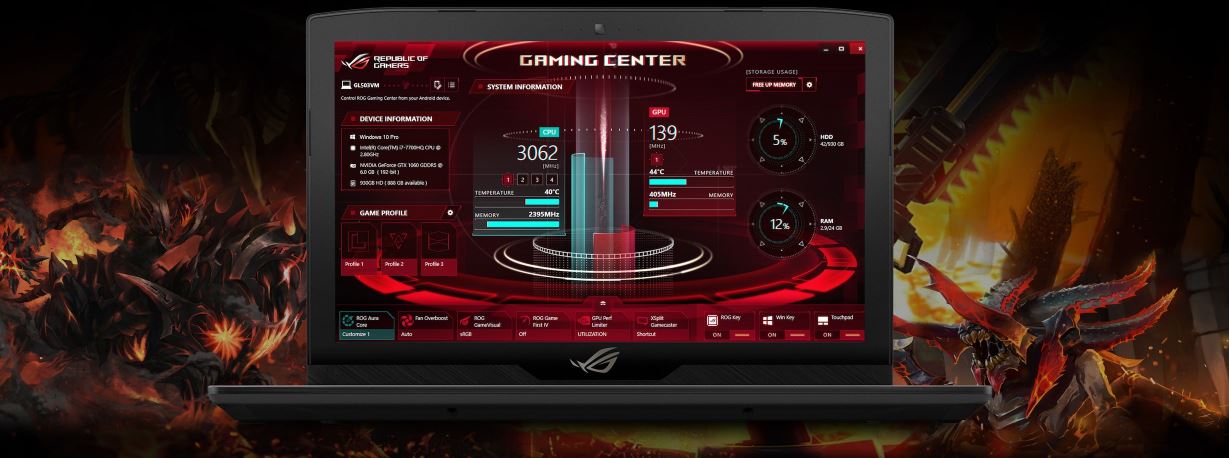 REPUBLIC OF
GAMERS
GAMING CENTER
GL503VM
Control ROG Gaming Center from your Android device.
DEVICE INFORMATION
Windows 10 Pro
Intel(R) Core(TM) i7-7700HQ CPU @
2.80GHz
NVIDIA GeForce GTX 1060 GDDR5 @
6.0 GB ( 192-bit )
930GB HD ( 888 GB available )
GAME PROFILE
Profile 1
Profile 2
Profile 3
SYSTEM INFORMATION
CPU
3062
[MHz]
1 2 3 4
TEMPERATURE 40°C
MEMORY 2395MHz
GPU
139
[MHz]
1
44°C TEMPERATURE
405MHz MEMORY
[STORAGE USAGE]
FREE UP MEMORY
5%
HDD
42/930 GB
12%
RAM
2.9/24 GB
ROG Aura
Core
Customize 1
Fan Overboost
Auto
ROG
GameVisual
sRGB
ROG Game
First IV
Off
GPU Perf
Limiter
UTILIZATION
XSplit
Gamecaster
Shortcut
ROG Key
ON
Win Key
ON
Touchpad
ON